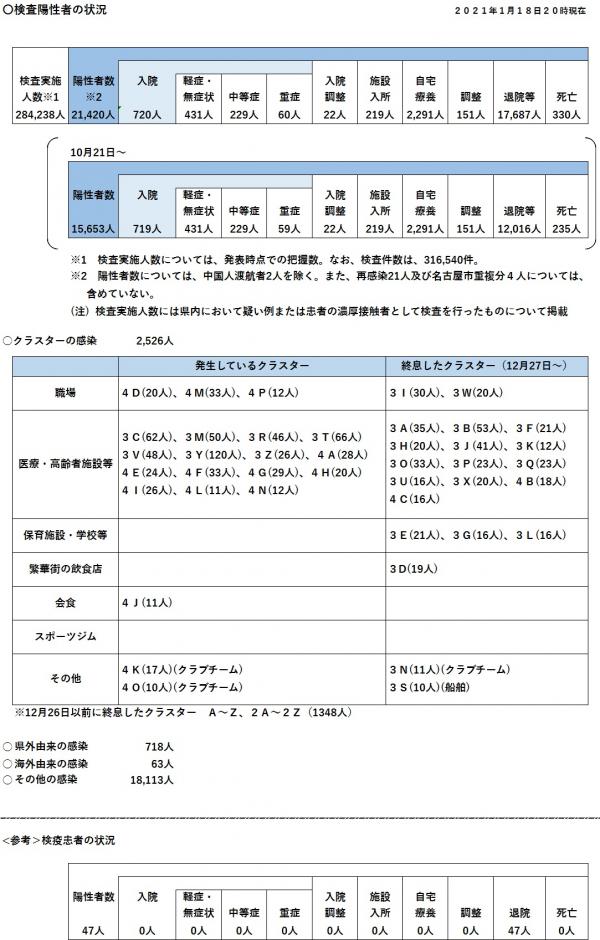 ○検査陽性者の状況
２０２１年１月１８日２０時現在
検査実施人数※1 陽性者数※2 入院 軽症・無症状 中等症 重症 入院調整 施設入所 自宅療養 調整 退院等 死亡
284,238人 21,420人 720人 431人 229人 60人 22人 219人 2,291人 151人 17,687人 330人
10月21日～
陽性者数 入院 軽症・無症状 中等症 重症 入院調整 施設入所 自宅療養 調整 退院等 死亡
15,653人 719人 431人 229人 59人 22人 219人 2,291人 151人 12,016人 235人
※1　検査実施人数については、発表時点での把握数。なお、検査件数は、316,540件。
※2　陽性者数については、中国人渡航者2人を除く。また、再感染21人及び名古屋市重複分４人については、
含めていない。
（注）検査実施人数には県内において疑い例または患者の濃厚接触者として検査を行ったものについて掲載
○クラスターの感染　2,526人
発生しているクラスター 終息したクラスター（12月27日～）
職場 ４Ｄ(20人)、４Ｍ(33人)、４Ｐ(12人) ３Ｉ(30人)、３Ｗ(20人)
医療・高齢者施設等
３Ｃ(62人)、３Ｍ(50人)、３Ｒ(46人)、３Ｔ(66人)
３Ｖ(48人)、３Ｙ(120人)、３Ｚ(26人)、４Ａ(28人)
４Ｅ(24人)、４Ｆ(33人)、４Ｇ(29人)、４Ｈ(20人)
４Ｉ(26人)、４Ｌ(11人)、４Ｎ(12人)
３Ａ(35人)、３Ｂ(53人)、３Ｆ(21人)
３Ｈ(20人)、３Ｊ(41人)、３Ｋ(12人)
３Ｏ(33人)、３Ｐ(23人)、３Ｑ(23人)
３Ｕ(16人)、３Ｘ(20人)、４Ｂ(18人)
４Ｃ(16人)
保育施設・学校等 ３Ｅ(21人)、３Ｇ(16人)、３Ｌ(16人)
繁華街の飲食店 ３Ｄ(19人)
会食 ４Ｊ(11人)
スポーツジム
その他
４Ｋ(17人)(クラブチーム)
４Ｏ(10人)(クラブチーム)
３Ｎ(11人)(クラブチーム)
３Ｓ(10人)(船舶)
※12月26日以前に終息したクラスター　Ａ～Ｚ、２Ａ～２Ｚ（1348人）
○ 県外由来の感染　718人
○ 海外由来の感染　63人
○ その他の感染　18,113人
<参考＞検疫患者の状況
陽性者数 入院 軽症・無症状 中等症 重症 入院調整 施設入所 自宅療養 調整 退院 死亡
47人 0人 0人 0人 0人 0人 0人 0人 0人 47人 0人